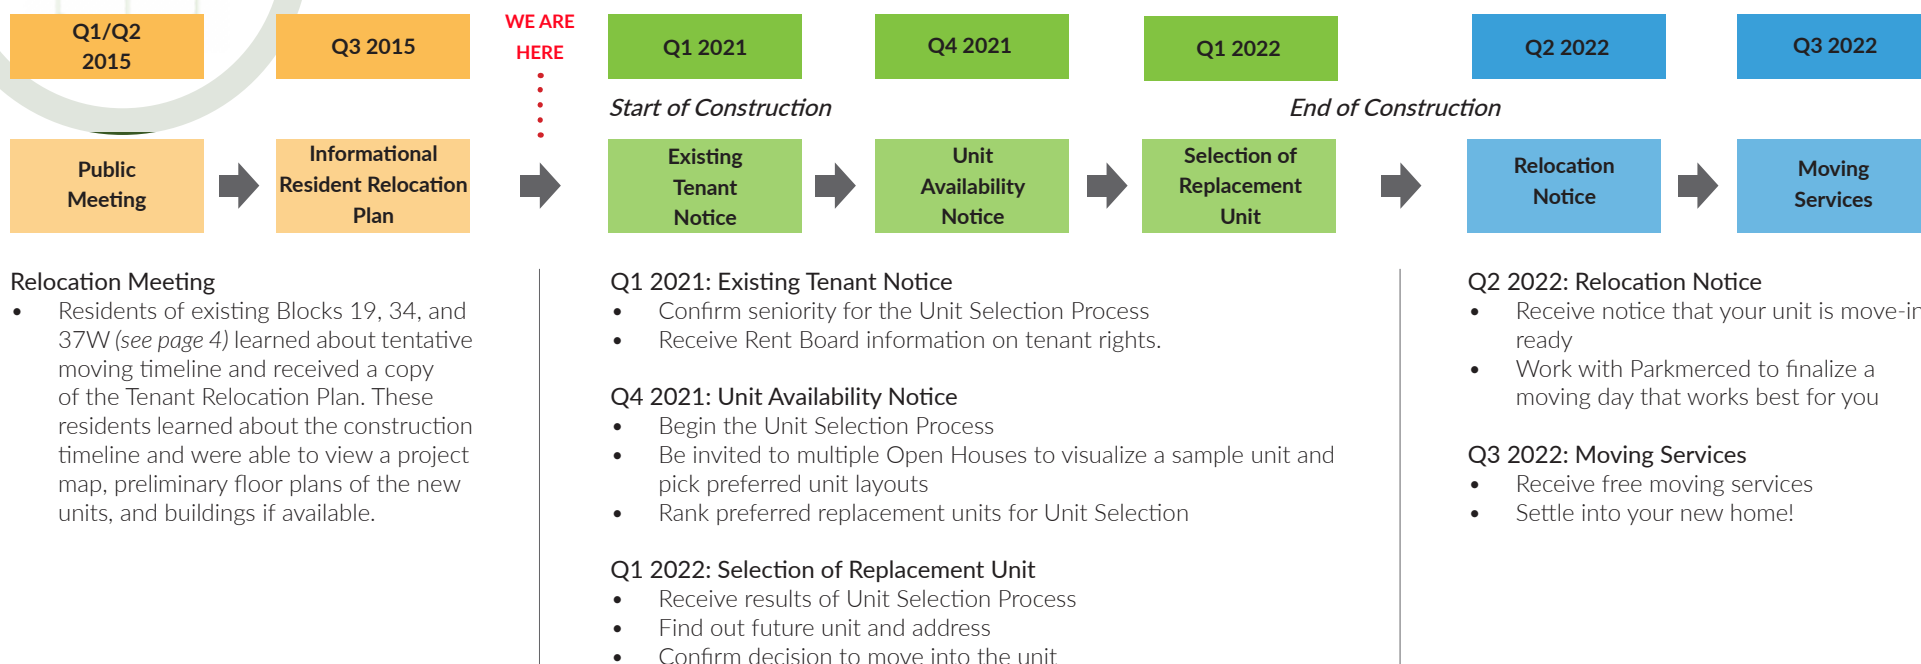 Q1/Q2
2015
Q3 2015
WE ARE
HERE
Q1 2021
Q4 2021
Q1 2022
Q2 2022
Q3 2022
Start of Construction
End of Construction
Public
Meeting
Informational
Resident Relocation
Plan
Existing
Tenant
Notice
Unit
Availability
Notice
Selection of
Replacement
Unit
Relocation
Notice
Moving
Services
Relocation Meeting
• Residents of existing Blocks 19, 34, and
37W (see page 4) learned about tentative
moving timeline and received a copy
of the Tenant Relocation Plan. These
residents learned about the construction
timeline and were able to view a project
map, preliminary floor plans of the new
units, and buildings if available.
Q1 2021: Existing Tenant Notice
• Confirm seniority for the Unit Selection Process
• Receive Rent Board information on tenant rights.
Q4 2021: Unit Availability Notice
• Begin the Unit Selection Process
• Be invited to multiple Open Houses to visualize a sample unit and
pick preferred unit layouts
• Rank preferred replacement units for Unit Selection
Q1 2022: Selection of Replacement Unit
• Receive results of Unit Selection Process
• Find out future unit and address
• Confirm decision to move into the unit
Q2 2022: Relocation Notice
• Receive notice that your unit is move-in
ready
• Work with Parkmerced to finalize a
moving day that works best for you
Q3 2022: Moving Services
• Receive free moving services
• Settle into your new home!